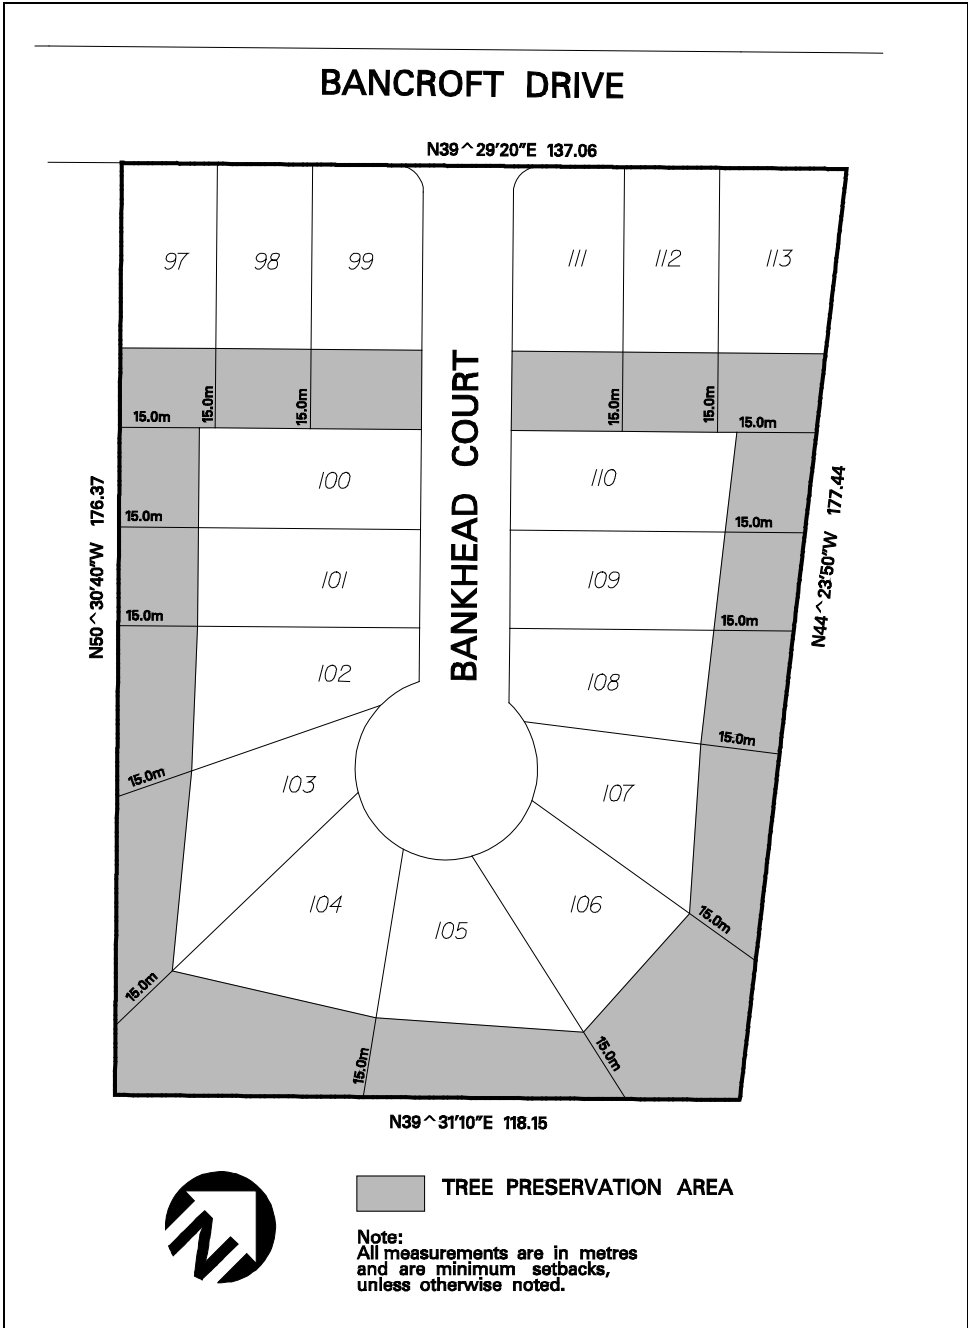 BANCROFT DRIVE
N39^29'20"E 137.06
97
98
99
111
112
113
15.0m
15.0m
15.0m
15.0m
15.0m
15.0m
BANKHEAD COURT
N50^30'40"W 176.37
N44^23'50"W 177.44
100
110
15.0m
15.0m
101
109
15.0m
15.0m
102
108
15.0m
15.0m
103
107
104
105
106
15.0m
15.0m
15.0m
15.0m
N39^31'10"E 118.15
N
TREE PRESERVATION AREA
Note:
All measurements are in metres
and are minimum setbacks,
unless otherwise noted.